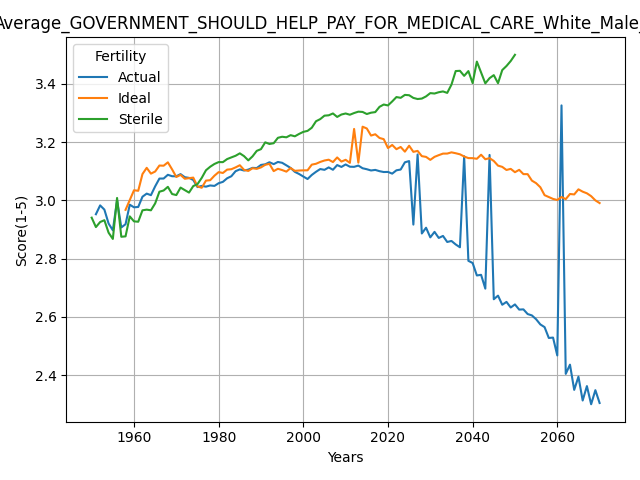 Average_GOVERNMENT_SHOULD_HELP_PAY_FOR_MEDICAL_CARE_White_Male_
Fertility
Actual
Ideal
Sterile
Score(1-5)
3.4
3.2
3.0
2.8
2.6
2.4
1960 1980 2000 2020 2040 2060
Years